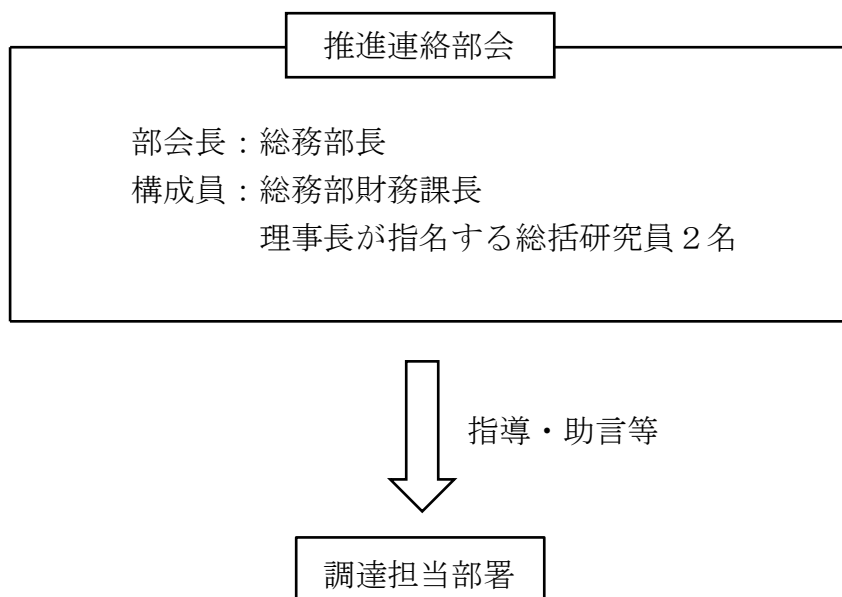 推進連絡部会
部会長：総務部長
構成員：総務部財務課長
理事長が指名する総括研究員２名
指導・助言等
調達担当部署